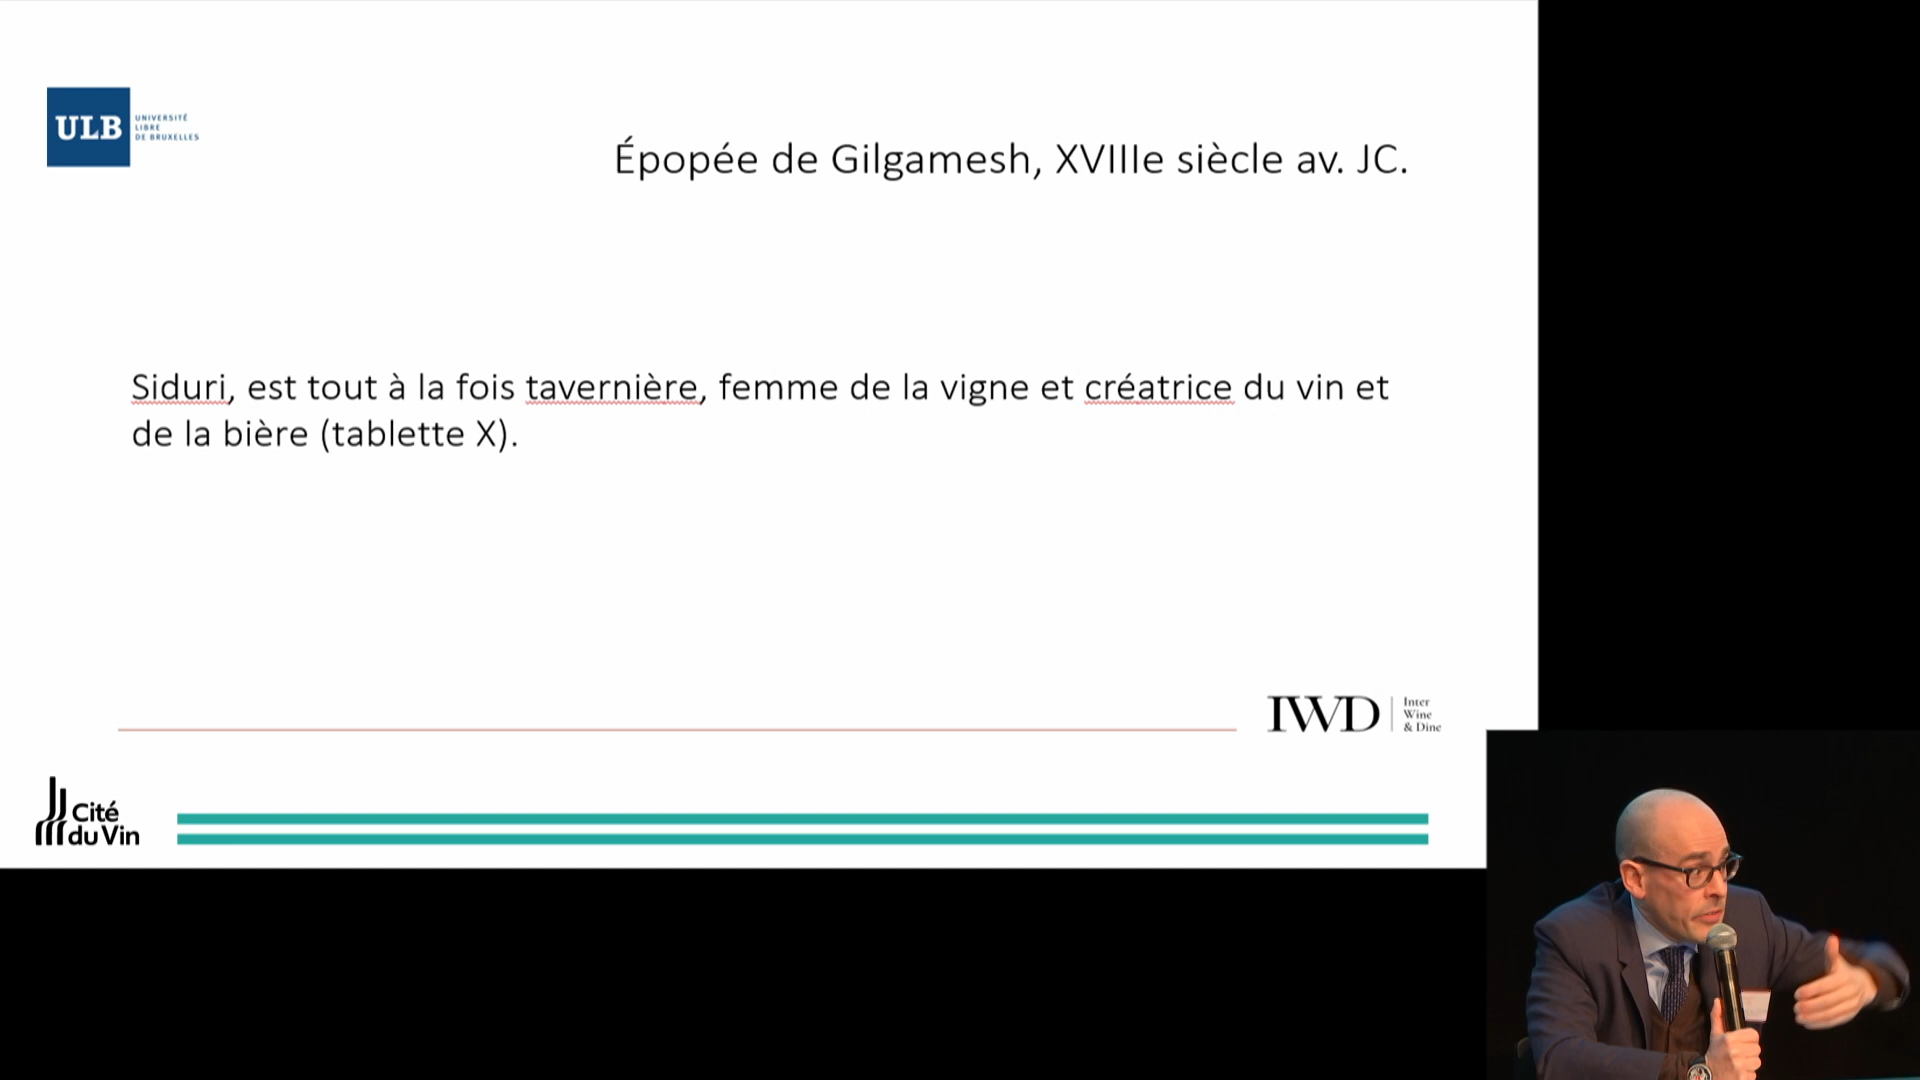 ULB
UNIVERSITÉ
LIBRE
DE BRUXELLES
Épopée de Gilgamesh, XVIIIe siècle av. JC.
Siduri, est tout à la fois tavernière, femme de la vigne et créatrice du vin et
de la bière (tablette X).
IWD
Inter
Wine
& Dine
Cité
du Vin